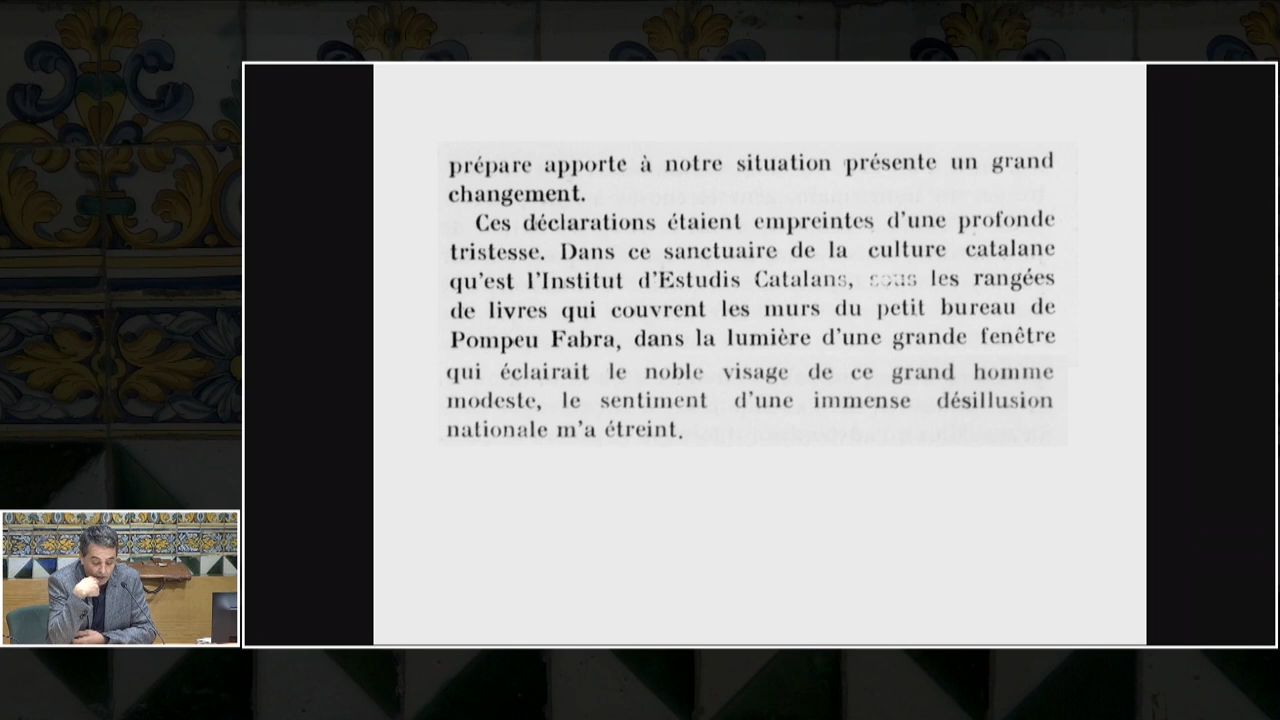 prépare apporte à notre situation présente un grand
changement.
Ces déclarations étaient empreintes d'une profonde
tristesse. Dans ce sanctuaire de la culture catalane
qu'est l'Institut d'Estudis Catalans, sous les rangées
de livres qui couvrent les murs du petit bureau de
Pompeu Fabra, dans la lumière d'une grande fenêtre
qui éclairait le noble visage de ce grand homme
modeste, le sentiment d'une immense désillusion
nationale m'a étreint.